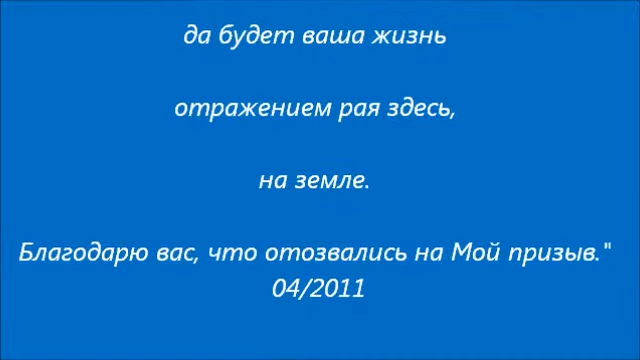 да будет ваша жизнь
отражением рая здесь,
на земле.
Благодарю вас, что отозвались на Мой призыв."
04/2011